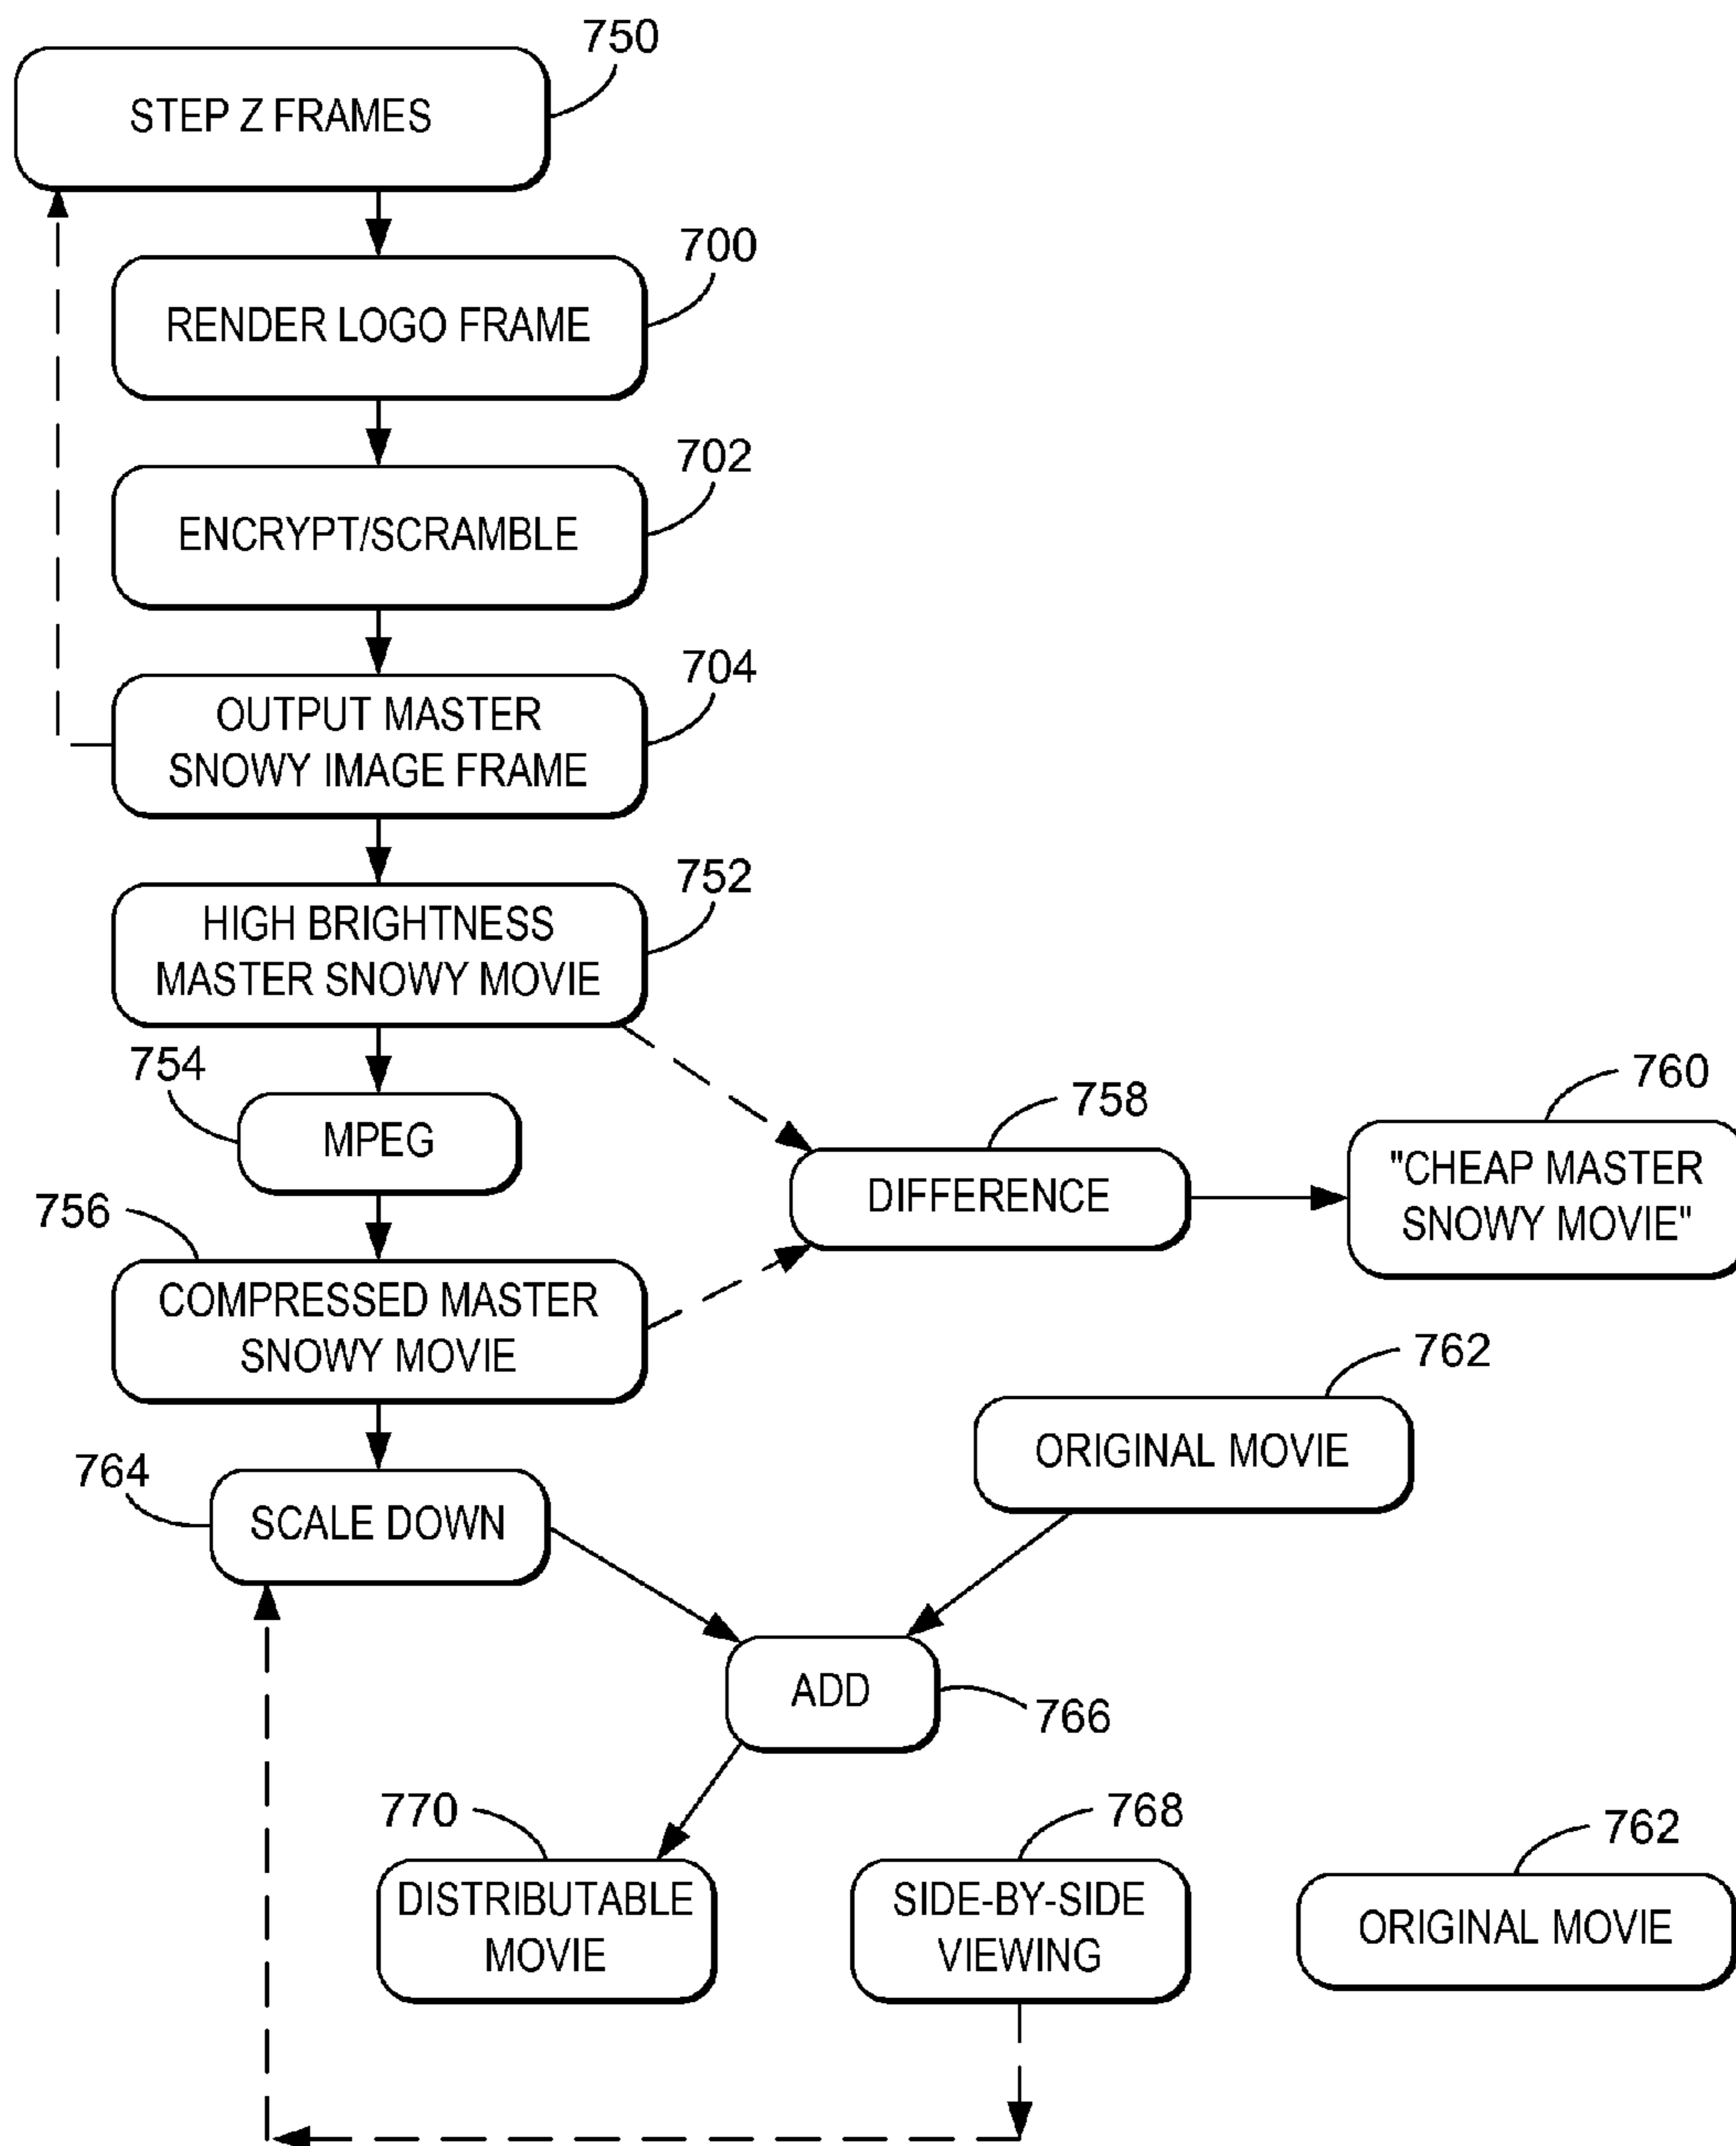 750
STEP Z FRAMES
700
RENDER LOGO FRAME
702
ENCRYPT/SCRAMBLE
704
OUTPUT MASTER
SNOWY IMAGE FRAME
752
HIGH BRIGHTNESS
MASTER SNOWY MOVIE
754
MPEG
758
DIFFERENCE
760
"CHEAP MASTER
SNOWY MOVIE"
756
COMPRESSED MASTER
SNOWY MOVIE
762
ORIGINAL MOVIE
764
SCALE DOWN
ADD
766
770
DISTRIBUTABLE
MOVIE
768
SIDE-BY-SIDE
VIEWING
762
ORIGINAL MOVIE